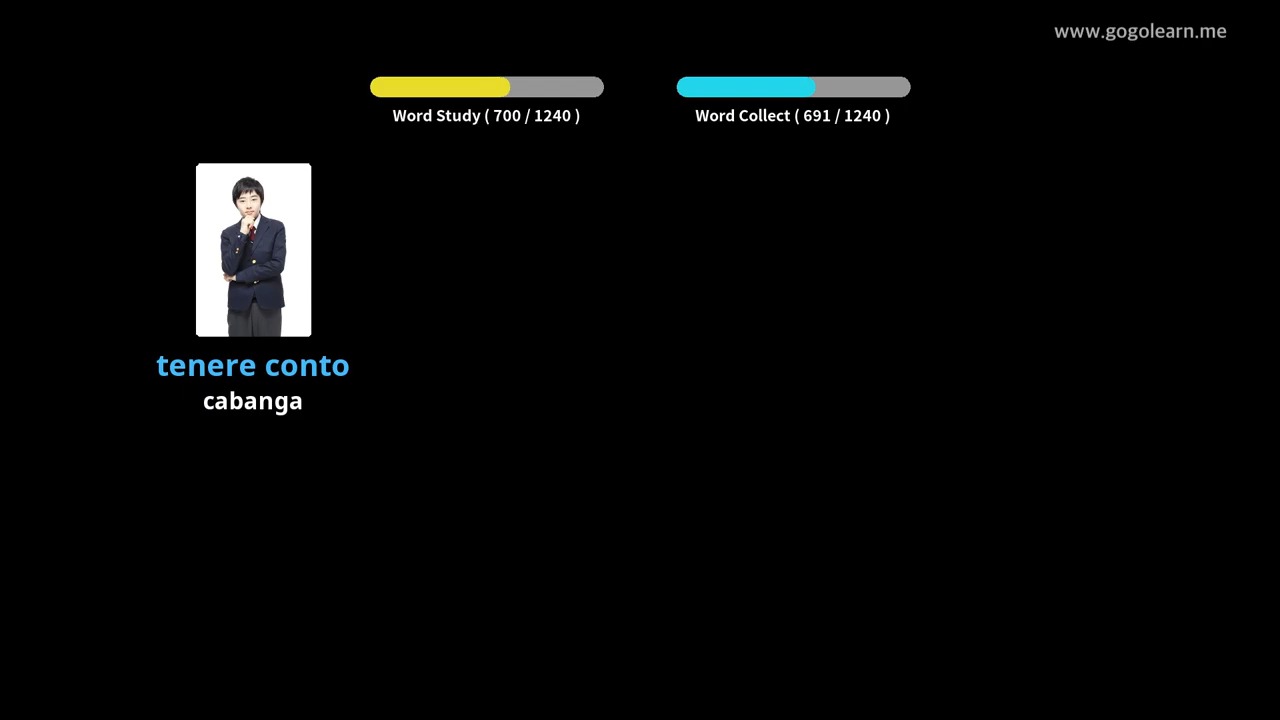 www.gogolearn.me
Word Study ( 700 / 1240 )
Word Collect ( 691 / 1240 )
tenere conto
cabanga